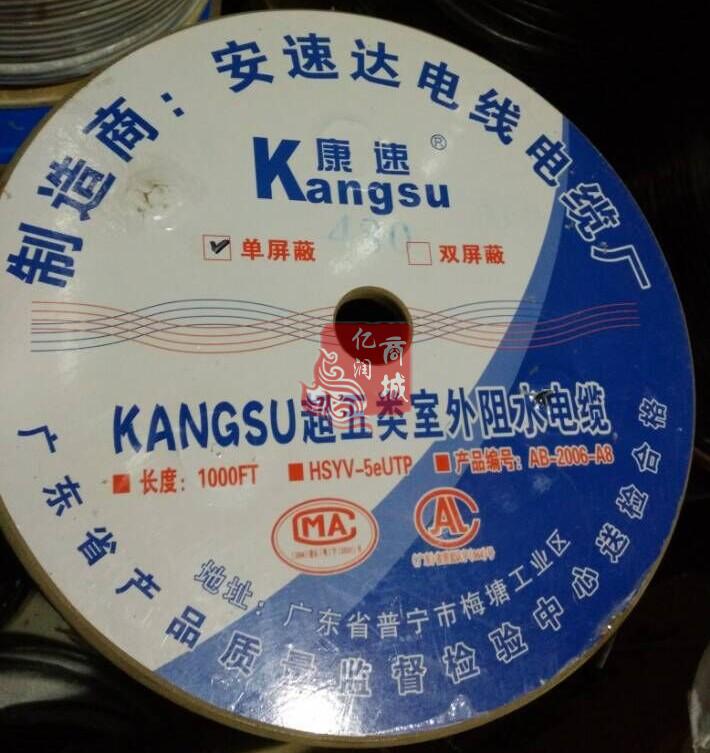 制造商：安速达电线电缆厂
康速®
Kangsu
430
单屏蔽 双屏蔽
亿润商城
KANGSU超五类室外阻水电缆
长度：1000FT HSYV-5eUTP 产品编号：AB-2006-A8
CMA CAL
地址：广东省普宁市梅塘工业区
广东省产品质量监督检验中心送检合格